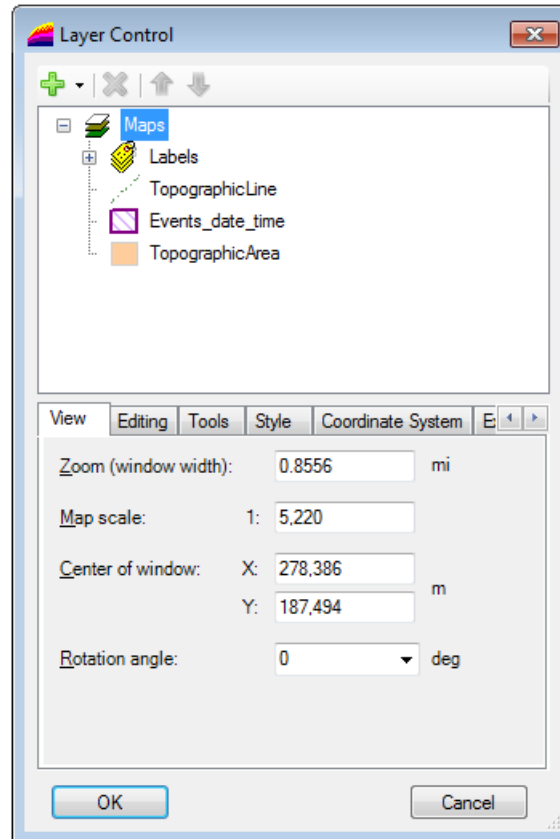 Layer Control
Maps
Labels
TopographicLine
Events_date_time
TopographicArea
View Editing Tools Style Coordinate System
Zoom (window width): 0.8556 mi
Map scale: 1: 5,220
Center of window: X: 278,386
m
Y: 187,494
Rotation angle: 0 deg
OK Cancel